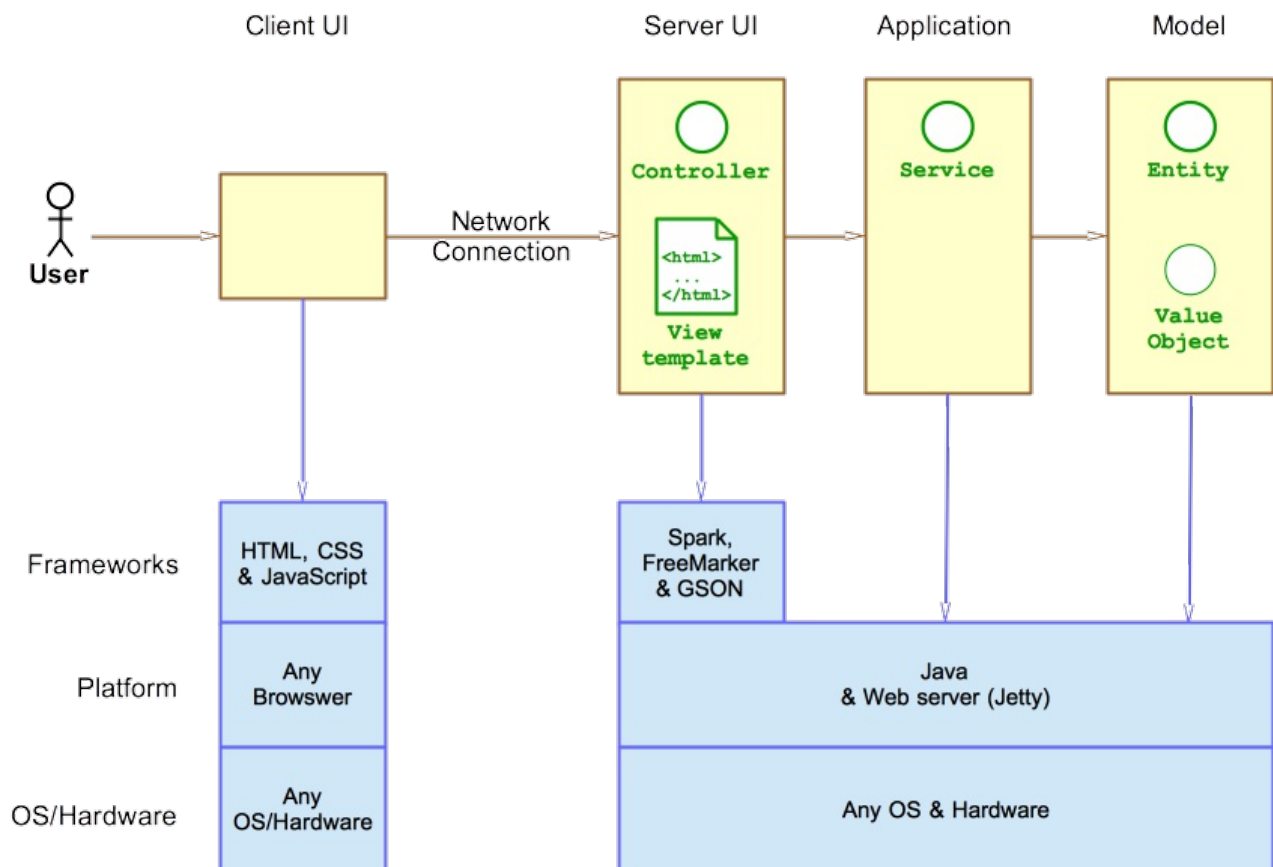 Client UI
Server UI
Application
Model
Controller
Service
Entity
User
Network
Connection
<html>
...
</html>
View
template
Value
Object
Frameworks
HTML, CSS
& JavaScript
Spark,
FreeMarker
& GSON
Platform
Any
Browswer
Java
& Web server (Jetty)
OS/Hardware
Any
OS/Hardware
Any OS & Hardware